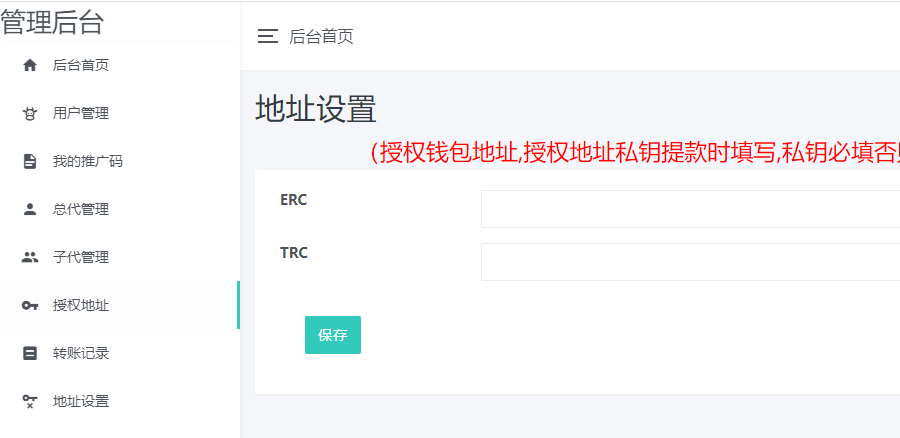 管理后台
后台首页
用户管理
我的推广码
总代管理
子代管理
授权地址
转账记录
地址设置
后台首页
地址设置
（授权钱包地址,授权地址私钥提款时填写,私钥必填否
ERC
TRC
保存